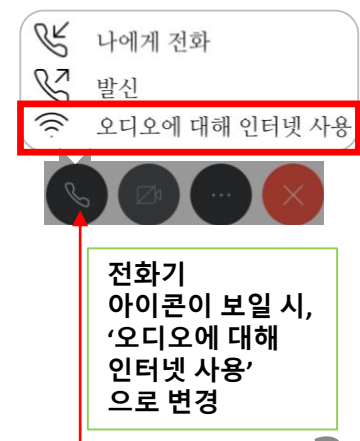 나에게 전화
발신
오디오에 대해 인터넷 사용
전화기
아이콘이 보일 시,
‘오디오에 대해
인터넷 사용’
으로 변경